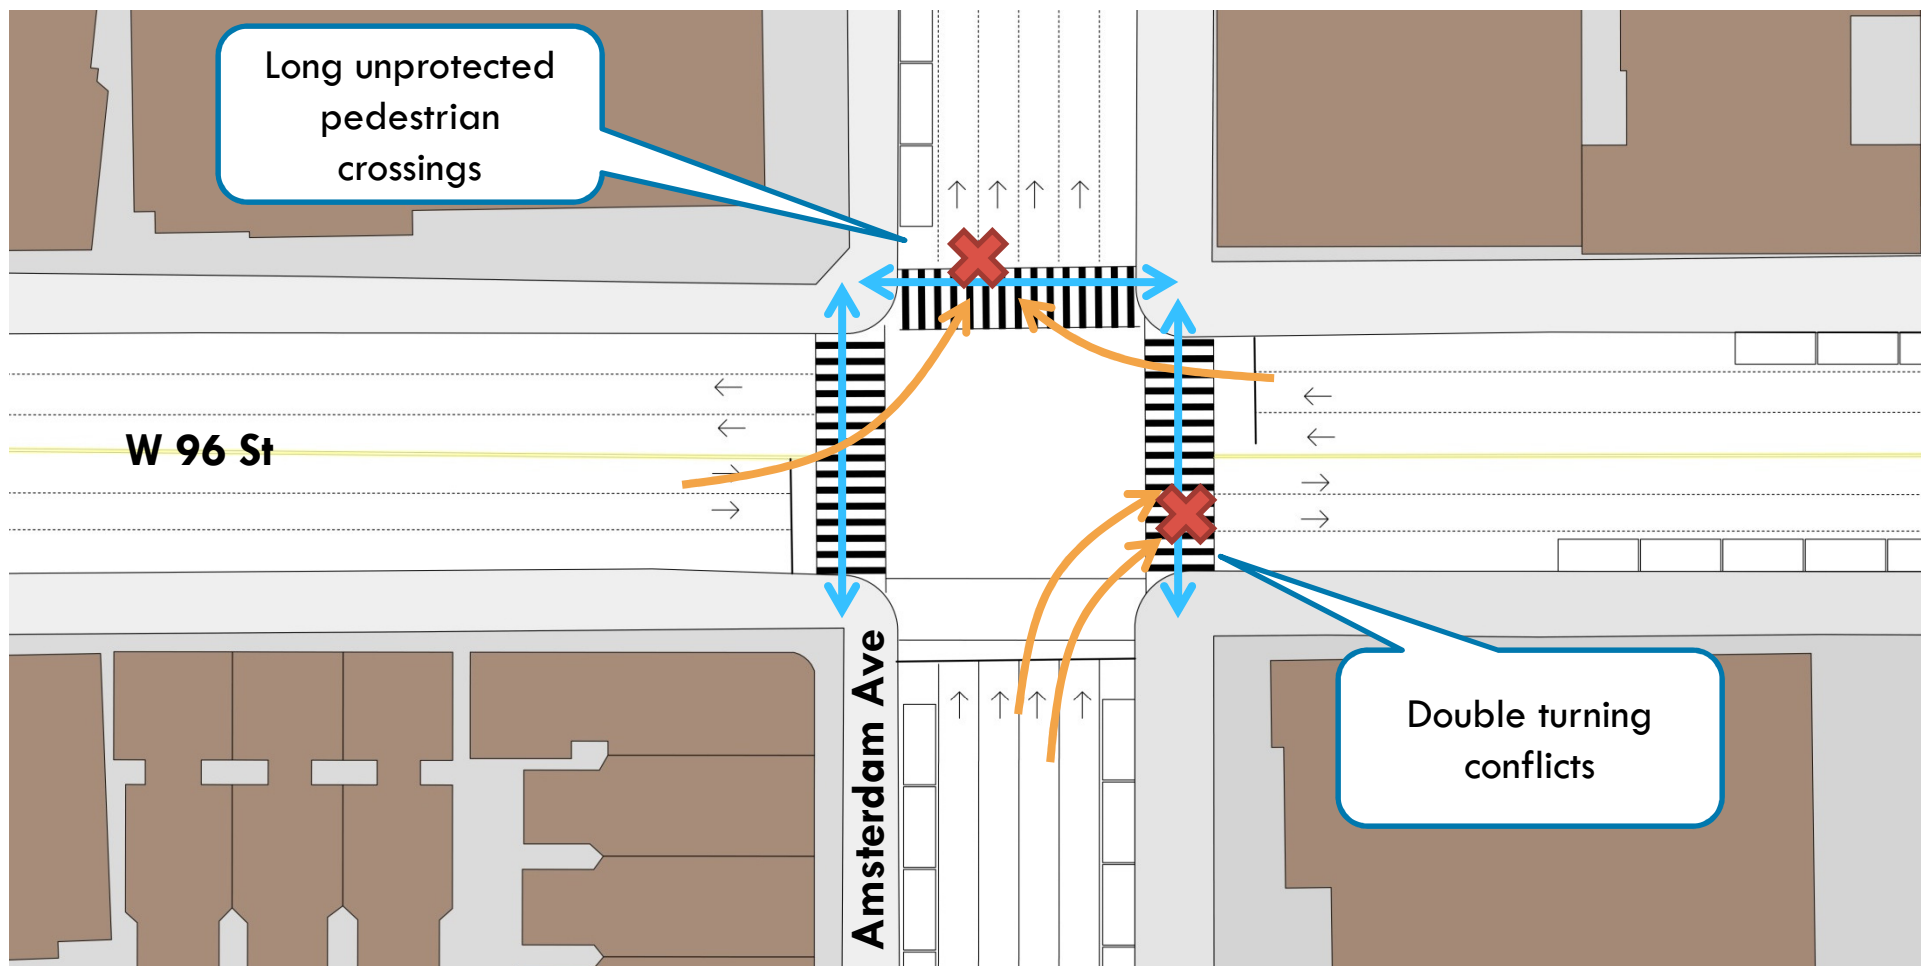 Long unprotected
pedestrian
crossings
W 96 St
Amsterdam Ave
Double turning
conflicts